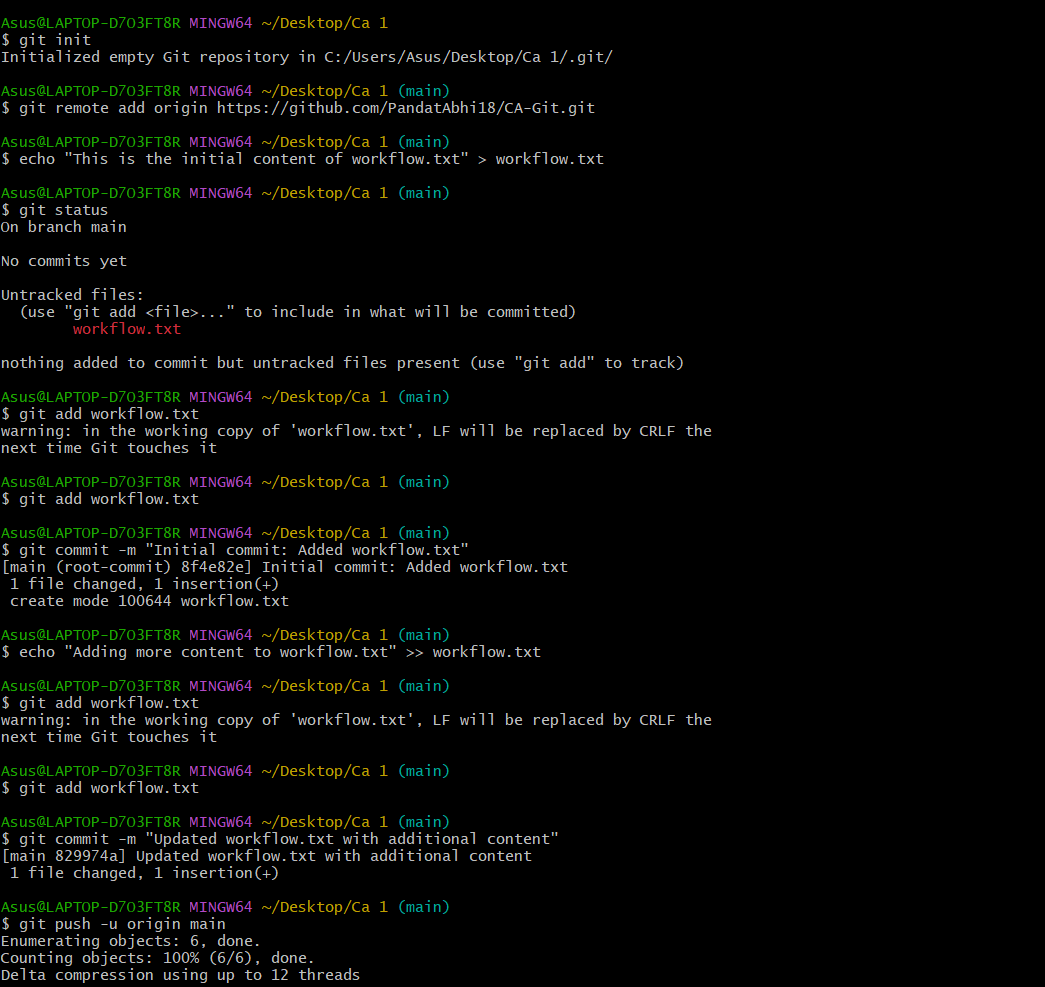 Asus@LAPTOP-D7O3FT8R MINGW64 ~/Desktop/Ca 1
$ git init
Initialized empty Git repository in C:/Users/Asus/Desktop/Ca 1/.git/
Asus@LAPTOP-D7O3FT8R MINGW64 ~/Desktop/Ca 1 (main)
$ git remote add origin https://github.com/PandatAbhi18/CA-Git.git
Asus@LAPTOP-D7O3FT8R MINGW64 ~/Desktop/Ca 1 (main)
$ echo "This is the initial content of workflow.txt" > workflow.txt
Asus@LAPTOP-D7O3FT8R MINGW64 ~/Desktop/Ca 1 (main)
$ git status
On branch main
No commits yet
Untracked files:
  (use "git add <file>..." to include in what will be committed)
        workflow.txt
nothing added to commit but untracked files present (use "git add" to track)
Asus@LAPTOP-D7O3FT8R MINGW64 ~/Desktop/Ca 1 (main)
$ git add workflow.txt
warning: in the working copy of 'workflow.txt', LF will be replaced by CRLF the
next time Git touches it
Asus@LAPTOP-D7O3FT8R MINGW64 ~/Desktop/Ca 1 (main)
$ git add workflow.txt
Asus@LAPTOP-D7O3FT8R MINGW64 ~/Desktop/Ca 1 (main)
$ git commit -m "Initial commit: Added workflow.txt"
[main (root-commit) 8f4e82e] Initial commit: Added workflow.txt
 1 file changed, 1 insertion(+)
 create mode 100644 workflow.txt
Asus@LAPTOP-D7O3FT8R MINGW64 ~/Desktop/Ca 1 (main)
$ echo "Adding more content to workflow.txt" >> workflow.txt
Asus@LAPTOP-D7O3FT8R MINGW64 ~/Desktop/Ca 1 (main)
$ git add workflow.txt
warning: in the working copy of 'workflow.txt', LF will be replaced by CRLF the
next time Git touches it
Asus@LAPTOP-D7O3FT8R MINGW64 ~/Desktop/Ca 1 (main)
$ git add workflow.txt
Asus@LAPTOP-D7O3FT8R MINGW64 ~/Desktop/Ca 1 (main)
$ git commit -m "Updated workflow.txt with additional content"
[main 829974a] Updated workflow.txt with additional content
 1 file changed, 1 insertion(+)
Asus@LAPTOP-D7O3FT8R MINGW64 ~/Desktop/Ca 1 (main)
$ git push -u origin main
Enumerating objects: 6, done.
Counting objects: 100% (6/6), done.
Delta compression using up to 12 threads